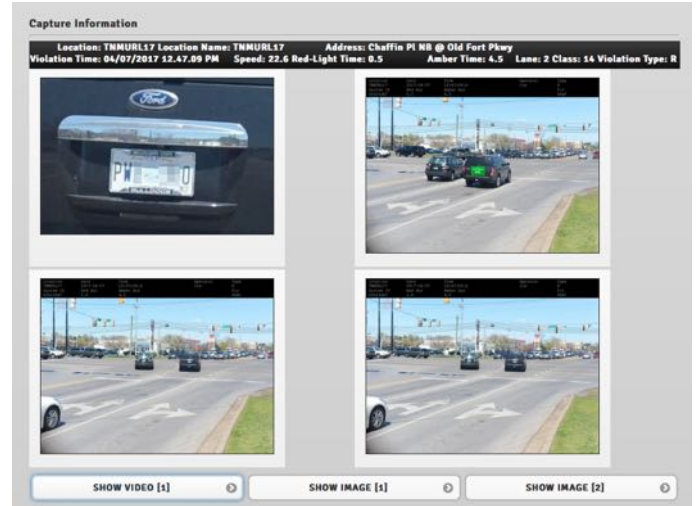 Capture Information
Location: TNMURL17 Location Name: TNMURL17 Address: Chaffin Pl NB @ Old Fort Pkwy
Violation Time: 04/07/2017 12.47.09 PM Speed: 22.6 Red-Light Time: 0.5 Amber Time: 4.5 Lane: 2 Class: 14 Violation Type: R
Ford
SHOW VIDEO [1]
SHOW IMAGE [1]
SHOW IMAGE [2]